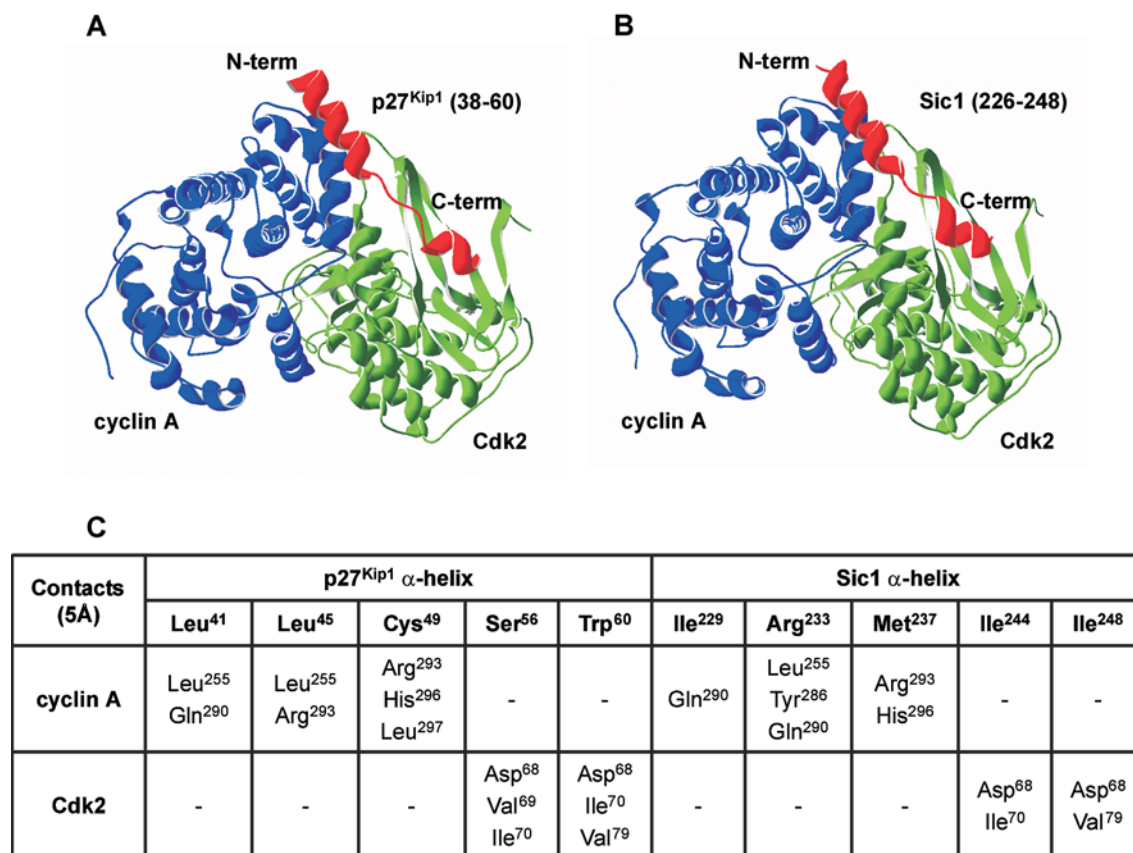 A
B
N-term
p27Kip1 (38-60)
C-term
cyclin A
Cdk2
N-term
Sic1 (226-248)
C-term
cyclin A
Cdk2
C
Contacts (5Å) p27Kip1 α-helix Sic1 α-helix
Leu41 Leu45 Cys49 Ser56 Trp60 Ile229 Arg233 Met237 Ile244 Ile248
cyclin A
Leu255
Gln290
Leu255
Arg293
Arg293
His296
Leu297
-
-
Gln290
Leu255
Tyr286
Gln290
Arg293
His296
-
-
Cdk2
-
-
-
Asp68
Val69
Ile70
Asp68
Ile70
Val79
-
-
-
Asp68
Ile70
Asp68
Val79